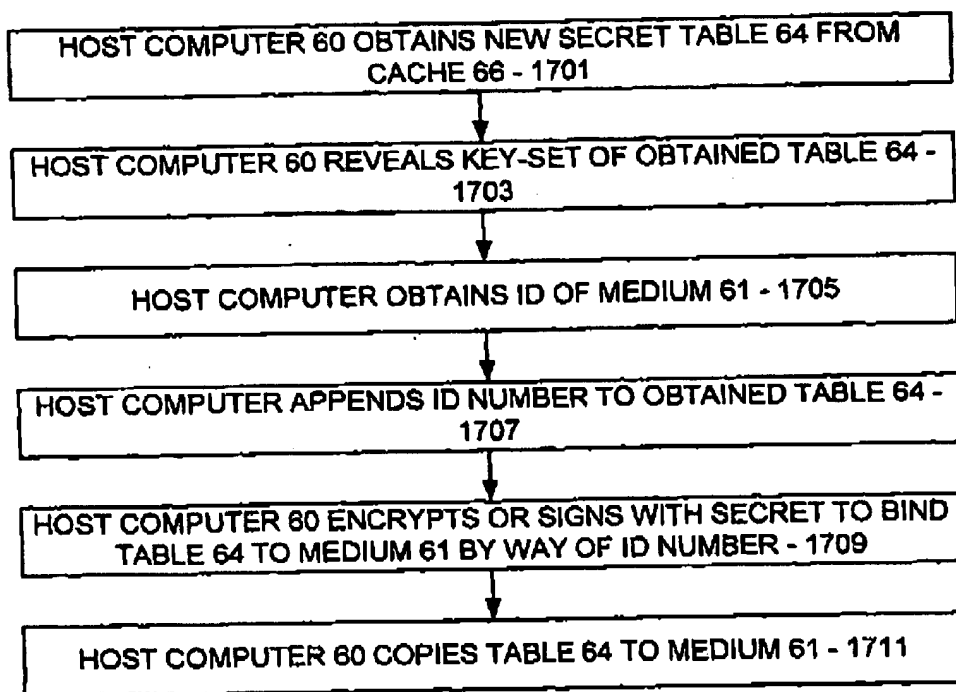 HOST COMPUTER 60 OBTAINS NEW SECRET TABLE 64 FROM
CACHE 66 - 1701
HOST COMPUTER 60 REVEALS KEY-SET OF OBTAINED TABLE 64 -
1703
HOST COMPUTER OBTAINS ID OF MEDIUM 61 - 1705
HOST COMPUTER APPENDS ID NUMBER TO OBTAINED TABLE 64 -
1707
HOST COMPUTER 60 ENCRYPTS OR SIGNS WITH SECRET TO BIND
TABLE 64 TO MEDIUM 61 BY WAY OF ID NUMBER - 1709
HOST COMPUTER 60 COPIES TABLE 64 TO MEDIUM 61 - 1711